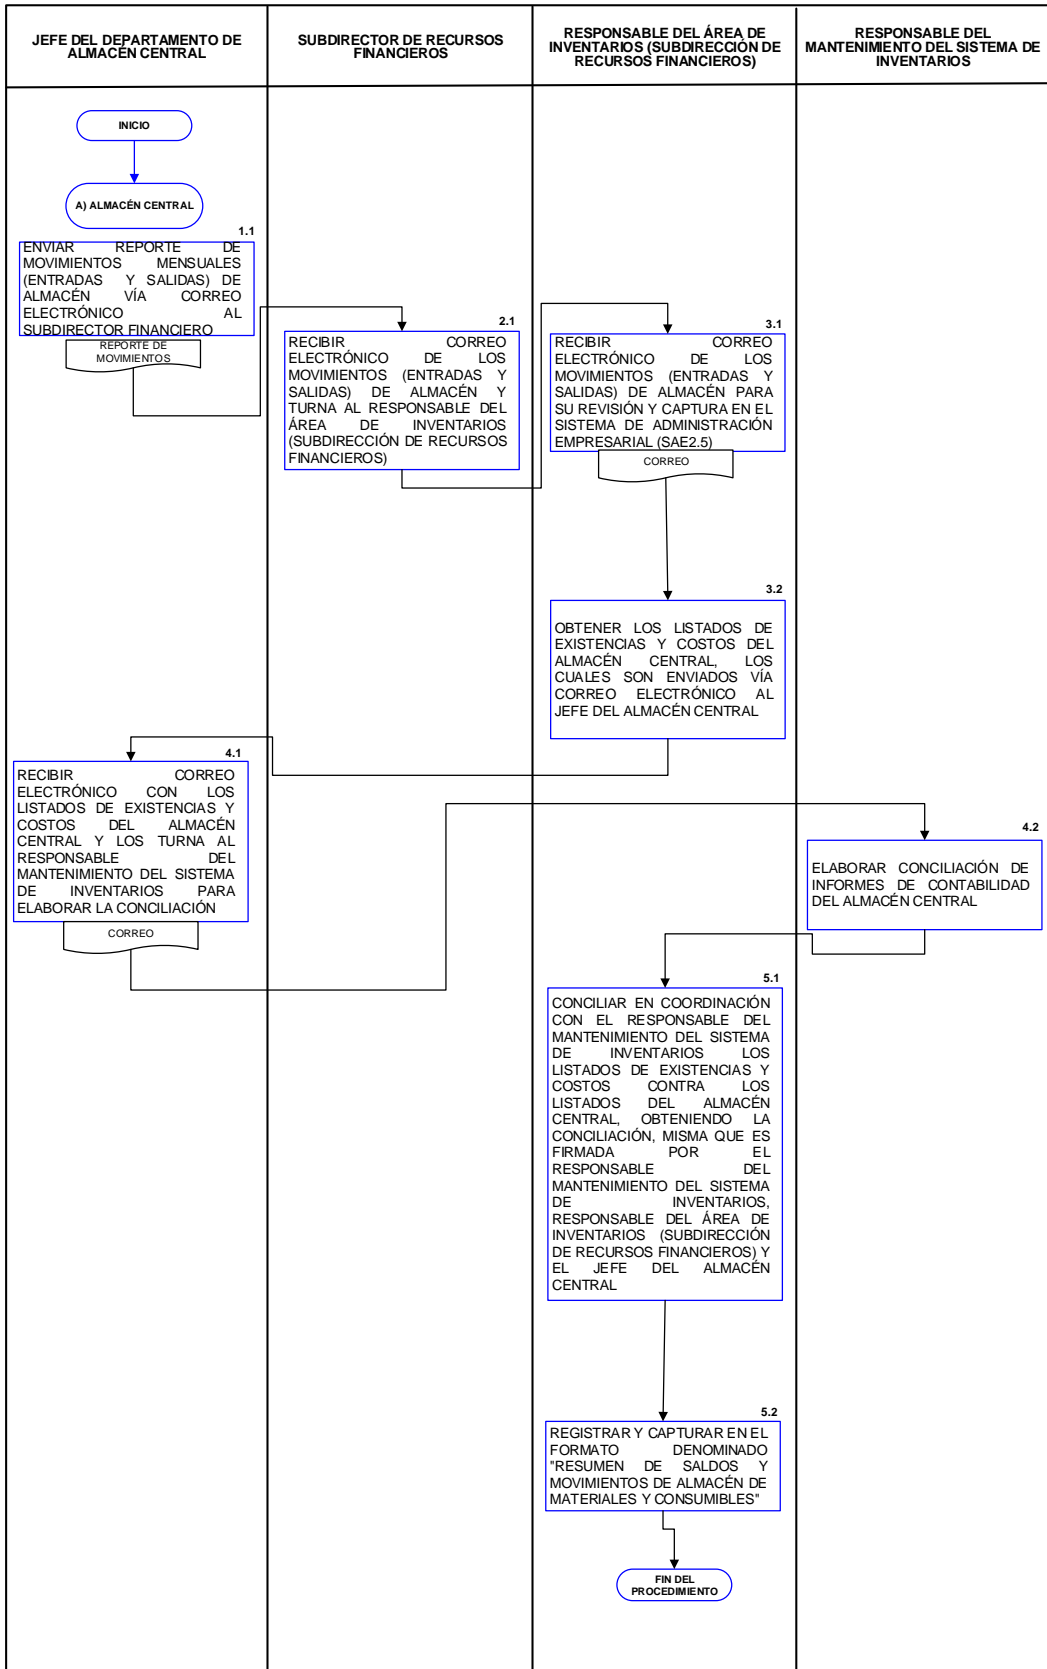 JEFE DEL DEPARTAMENTO DE
ALMACÉN CENTRAL
SUBDIRECTOR DE RECURSOS
FINANCIEROS
RESPONSABLE DEL ÁREA DE
INVENTARIOS (SUBDIRECCIÓN DE
RECURSOS FINANCIEROS)
RESPONSABLE DEL
MANTENIMIENTO DEL SISTEMA DE
INVENTARIOS
INICIO
A) ALMACÉN CENTRAL
1.1
ENVIAR REPORTE DE
MOVIMIENTOS MENSUALES
(ENTRADAS Y SALIDAS) DE
ALMACÉN VÍA CORREO
ELECTRÓNICO AL
SUBDIRECTOR FINANCIERO
REPORTE DE
MOVIMIENTOS
2.1
RECIBIR CORREO
ELECTRÓNICO DE LOS
MOVIMIENTOS (ENTRADAS Y
SALIDAS) DE ALMACÉN Y
TURNA AL RESPONSABLE DEL
ÁREA DE INVENTARIOS
(SUBDIRECCIÓN DE RECURSOS
FINANCIEROS)
3.1
RECIBIR CORREO
ELECTRÓNICO DE LOS
MOVIMIENTOS (ENTRADAS Y
SALIDAS) DE ALMACÉN PARA
SU REVISIÓN Y CAPTURA EN EL
SISTEMA DE ADMINISTRACIÓN
EMPRESARIAL (SAE2.5)
CORREO
3.2
OBTENER LOS LISTADOS DE
EXISTENCIAS Y COSTOS DEL
ALMACÉN CENTRAL, LOS
CUALES SON ENVIADOS VÍA
CORREO ELECTRÓNICO AL
JEFE DEL ALMACÉN CENTRAL
4.1
RECIBIR CORREO
ELECTRÓNICO CON LOS
LISTADOS DE EXISTENCIAS Y
COSTOS DEL ALMACÉN
CENTRAL Y LOS TURNA AL
RESPONSABLE DEL
MANTENIMIENTO DEL SISTEMA
DE INVENTARIOS PARA
ELABORAR LA CONCILIACIÓN
CORREO
4.2
ELABORAR CONCILIACIÓN DE
INFORMES DE CONTABILIDAD
DEL ALMACÉN CENTRAL
5.1
CONCILIAR EN COORDINACIÓN
CON EL RESPONSABLE DEL
MANTENIMIENTO DEL SISTEMA
DE INVENTARIOS LOS
LISTADOS DE EXISTENCIAS Y
COSTOS CONTRA LOS
LISTADOS DEL ALMACÉN
CENTRAL, OBTENIENDO LA
CONCILIACIÓN, MISMA QUE ES
FIRMADA POR EL
RESPONSABLE DEL
MANTENIMIENTO DEL SISTEMA
DE INVENTARIOS,
RESPONSABLE DEL ÁREA DE
INVENTARIOS (SUBDIRECCIÓN
DE RECURSOS FINANCIEROS) Y
EL JEFE DEL ALMACÉN
CENTRAL
5.2
REGISTRAR Y CAPTURAR EN EL
FORMATO DENOMINADO
"RESUMEN DE SALDOS Y
MOVIMIENTOS DE ALMACÉN DE
MATERIALES Y CONSUMIBLES"
FIN DEL
PROCEDIMIENTO